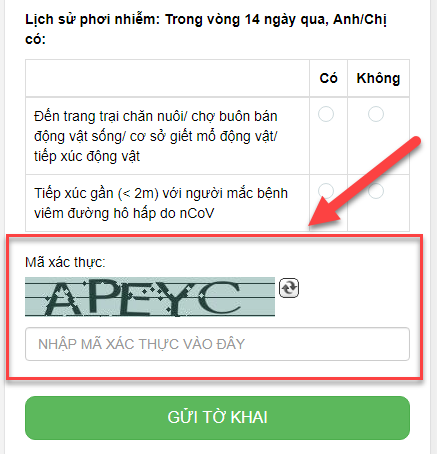 Lịch sử phơi nhiễm: Trong vòng 14 ngày qua, Anh/Chị
có:
Có Không
Đến trang trại chăn nuôi/ chợ buôn bán
động vật sống/ cơ sở giết mổ động vật/
tiếp xúc động vật
Tiếp xúc gần (< 2m) với người mắc bệnh
viêm đường hô hấp do nCoV
Mã xác thực:
APEYC
NHẬP MÃ XÁC THỰC VÀO ĐÂY
GỬI TỜ KHAI